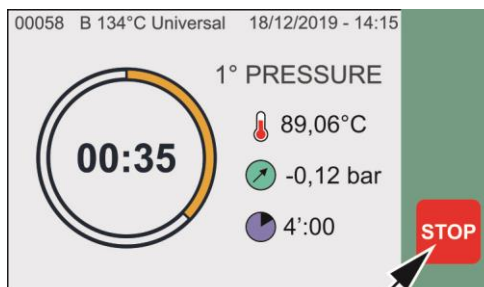 00058 B 134°C Universal 18/12/2019 - 14:15
1° PRESSURE
89,06°C
00:35
-0,12 bar
4':00
STOP